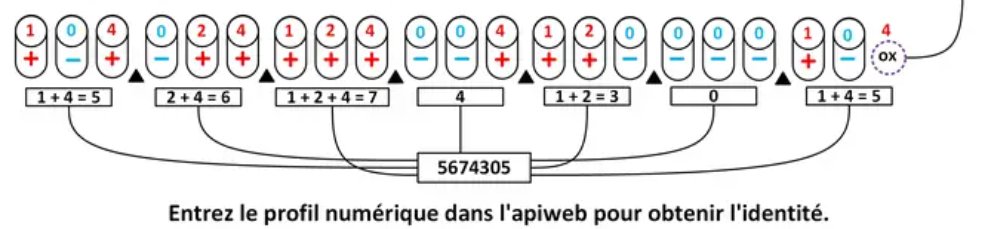 1 0 4 0 2 4 1 2 4 0 0 4 1 2 0 0 0 0 1 0 4
+ − + − + + + + + − − + + + − − − − + − OX
1 + 4 = 5 2 + 4 = 6 1 + 2 + 4 = 7 4 1 + 2 = 3 0 1 + 4 = 5
5674305
Entrez le profil numérique dans l'apiweb pour obtenir l'identité.